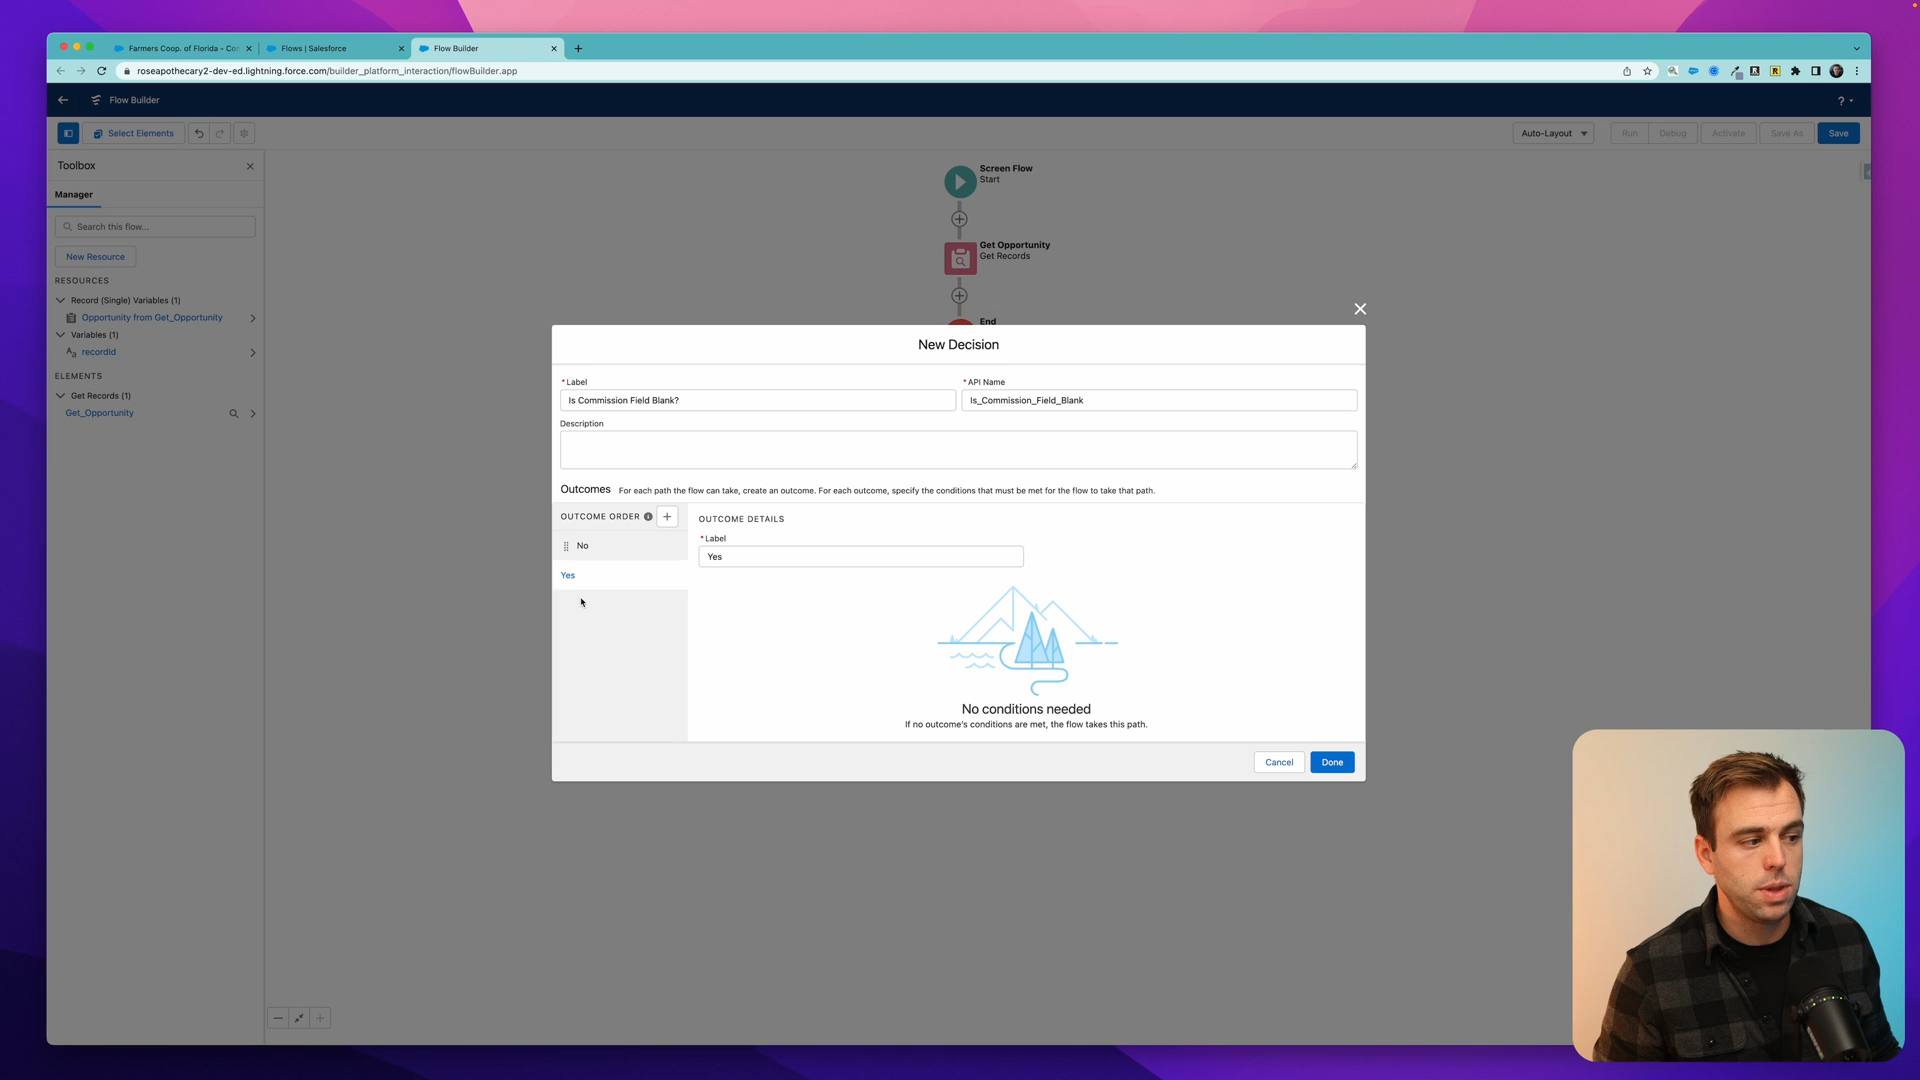 Farmers Coop. of Florida - Co
Flows | Salesforce
Flow Builder
roseapothecary2-dev-ed.lightning.force.com/builder_platform_interaction/flowBuilder.app
Flow Builder
?
Select Elements
Auto-Layout
Run
Debug
Activate
Save As
Save
Toolbox
Manager
Search this flow...
New Resource
RESOURCES
Record (Single) Variables (1)
Opportunity from Get_Opportunity
Variables (1)
recordId
ELEMENTS
Get Records (1)
Get_Opportunity
Screen Flow
Start
Get Opportunity
Get Records
End
New Decision
* Label
* API Name
Is Commission Field Blank?
Is_Commission_Field_Blank
Description
Outcomes For each path the flow can take, create an outcome. For each outcome, specify the conditions that must be met for the flow to take that path.
OUTCOME ORDER
No
Yes
OUTCOME DETAILS
* Label
Yes
No conditions needed
If no outcome's conditions are met, the flow takes this path.
Cancel
Done